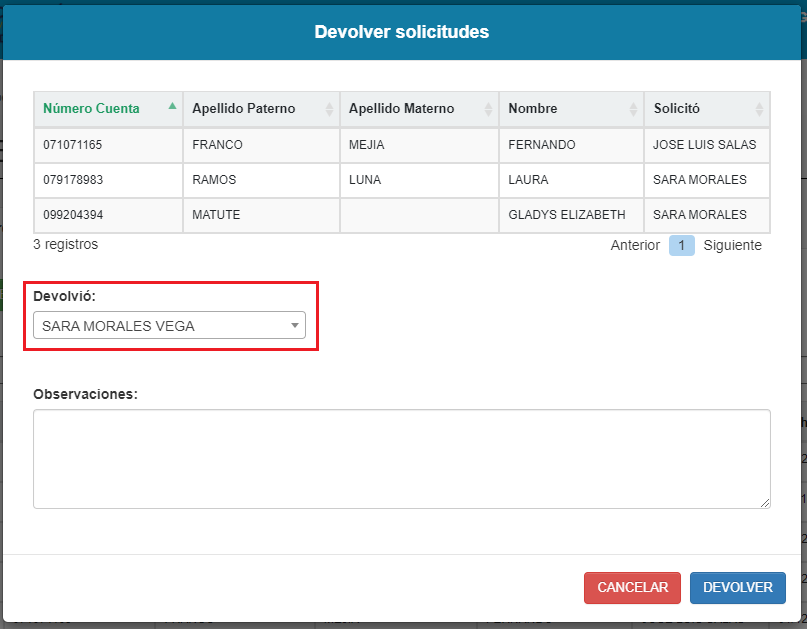 Devolver solicitudes
Número Cuenta Apellido Paterno Apellido Materno Nombre Solicitó
071071165 FRANCO MEJIA FERNANDO JOSE LUIS SALAS
079178983 RAMOS LUNA LAURA SARA MORALES
099204394 MATUTE GLADYS ELIZABETH SARA MORALES
3 registros Anterior 1 Siguiente
Devolvió:
SARA MORALES VEGA
Observaciones:
CANCELAR DEVOLVER